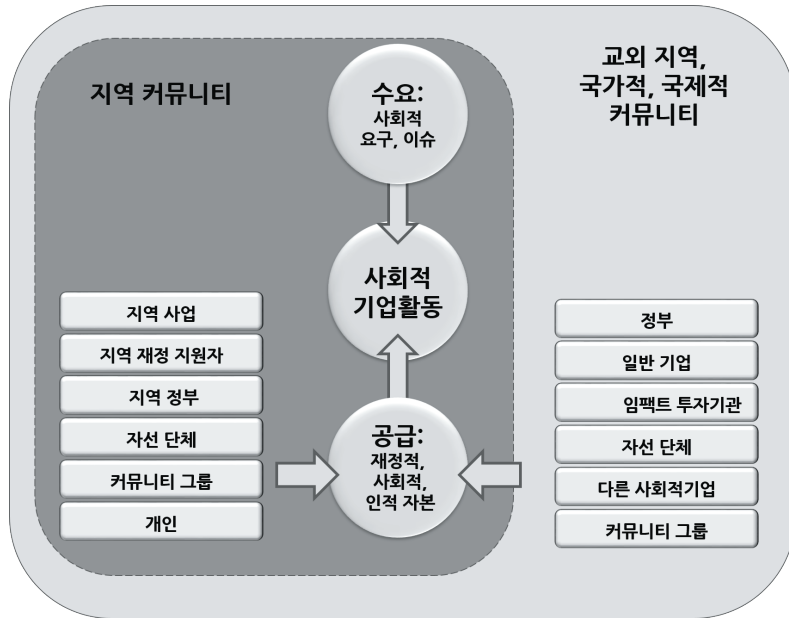 지역 커뮤니티
수요:
사회적
요구, 이슈
교외 지역,
국가적, 국제적
커뮤니티
사회적
기업활동
지역 사업
지역 재정 지원자
지역 정부
자선 단체
커뮤니티 그룹
개인
공급:
재정적,
사회적,
인적 자본
정부
일반 기업
임팩트 투자기관
자선 단체
다른 사회적기업
커뮤니티 그룹